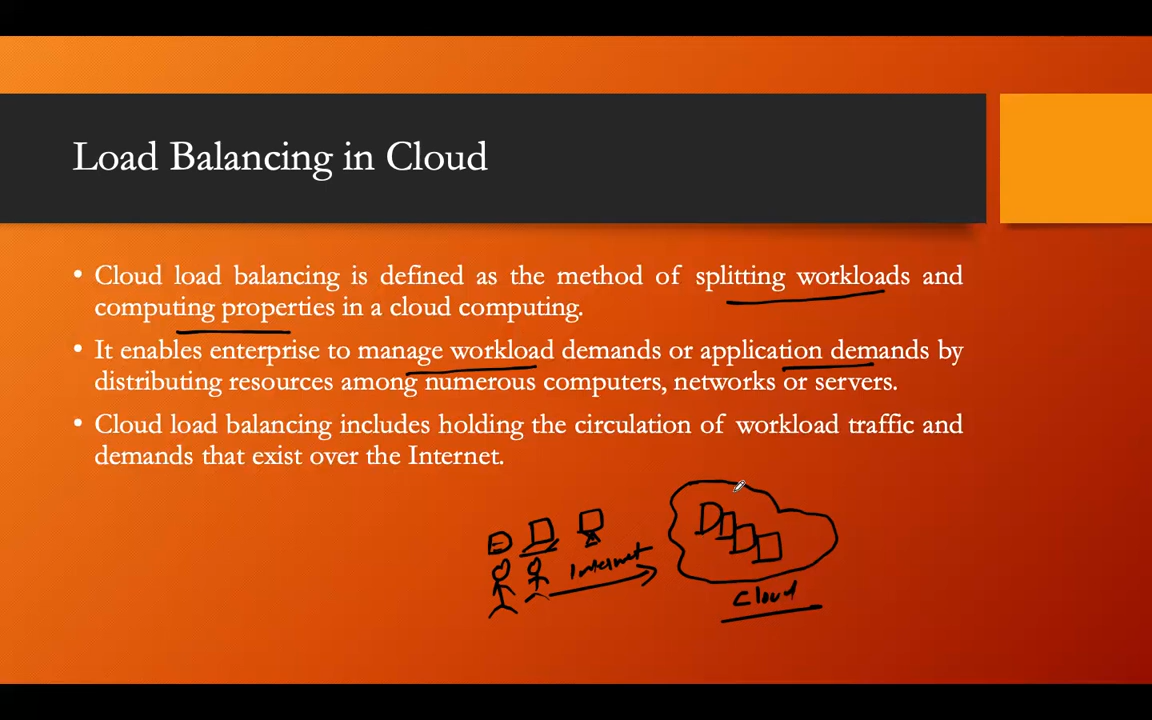 Load Balancing in Cloud
• Cloud load balancing is defined as the method of splitting workloads and
computing properties in a cloud computing.
• It enables enterprise to manage workload demands or application demands by
distributing resources among numerous computers, networks or servers.
• Cloud load balancing includes holding the circulation of workload traffic and
demands that exist over the Internet.
Internet
Cloud